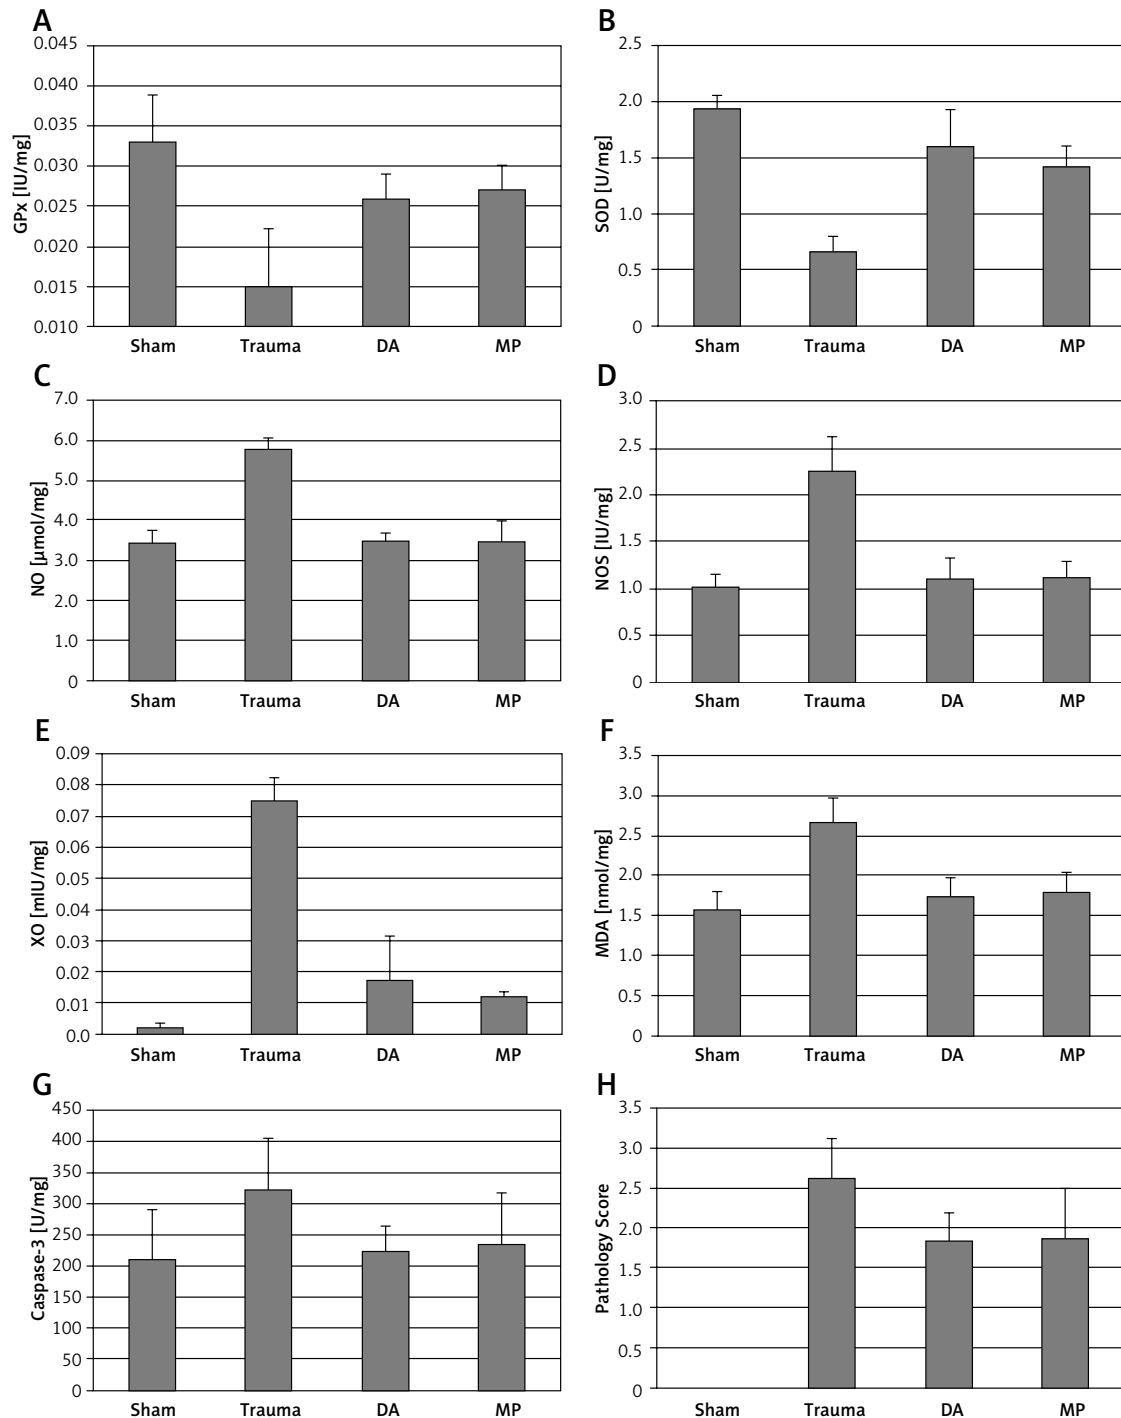 A
GPx [IU/mg]
0.045
0.040
0.035
0.030
0.025
0.020
0.015
0.010
Sham Trauma DA MP
B
SOD [U/mg]
2.5
2.0
1.5
1.0
0.5
0
Sham Trauma DA MP
C
NO [µmol/mg]
7.0
6.0
5.0
4.0
3.0
2.0
1.0
0
Sham Trauma DA MP
D
NOS [IU/mg]
3.0
2.5
2.0
1.5
1.0
0.5
0
Sham Trauma DA MP
E
XO [mIU/mg]
0.09
0.08
0.07
0.06
0.05
0.04
0.03
0.02
0.01
0.0
Sham Trauma DA MP
F
MDA [nmol/mg]
3.5
3.0
2.5
2.0
1.5
1.0
0.5
0
Sham Trauma DA MP
G
Caspase-3 [U/mg]
450
400
350
300
250
200
150
100
50
0
Sham Trauma DA MP
H
Pathology Score
3.5
3.0
2.5
2.0
1.5
1.0
0.5
0
Sham Trauma DA MP